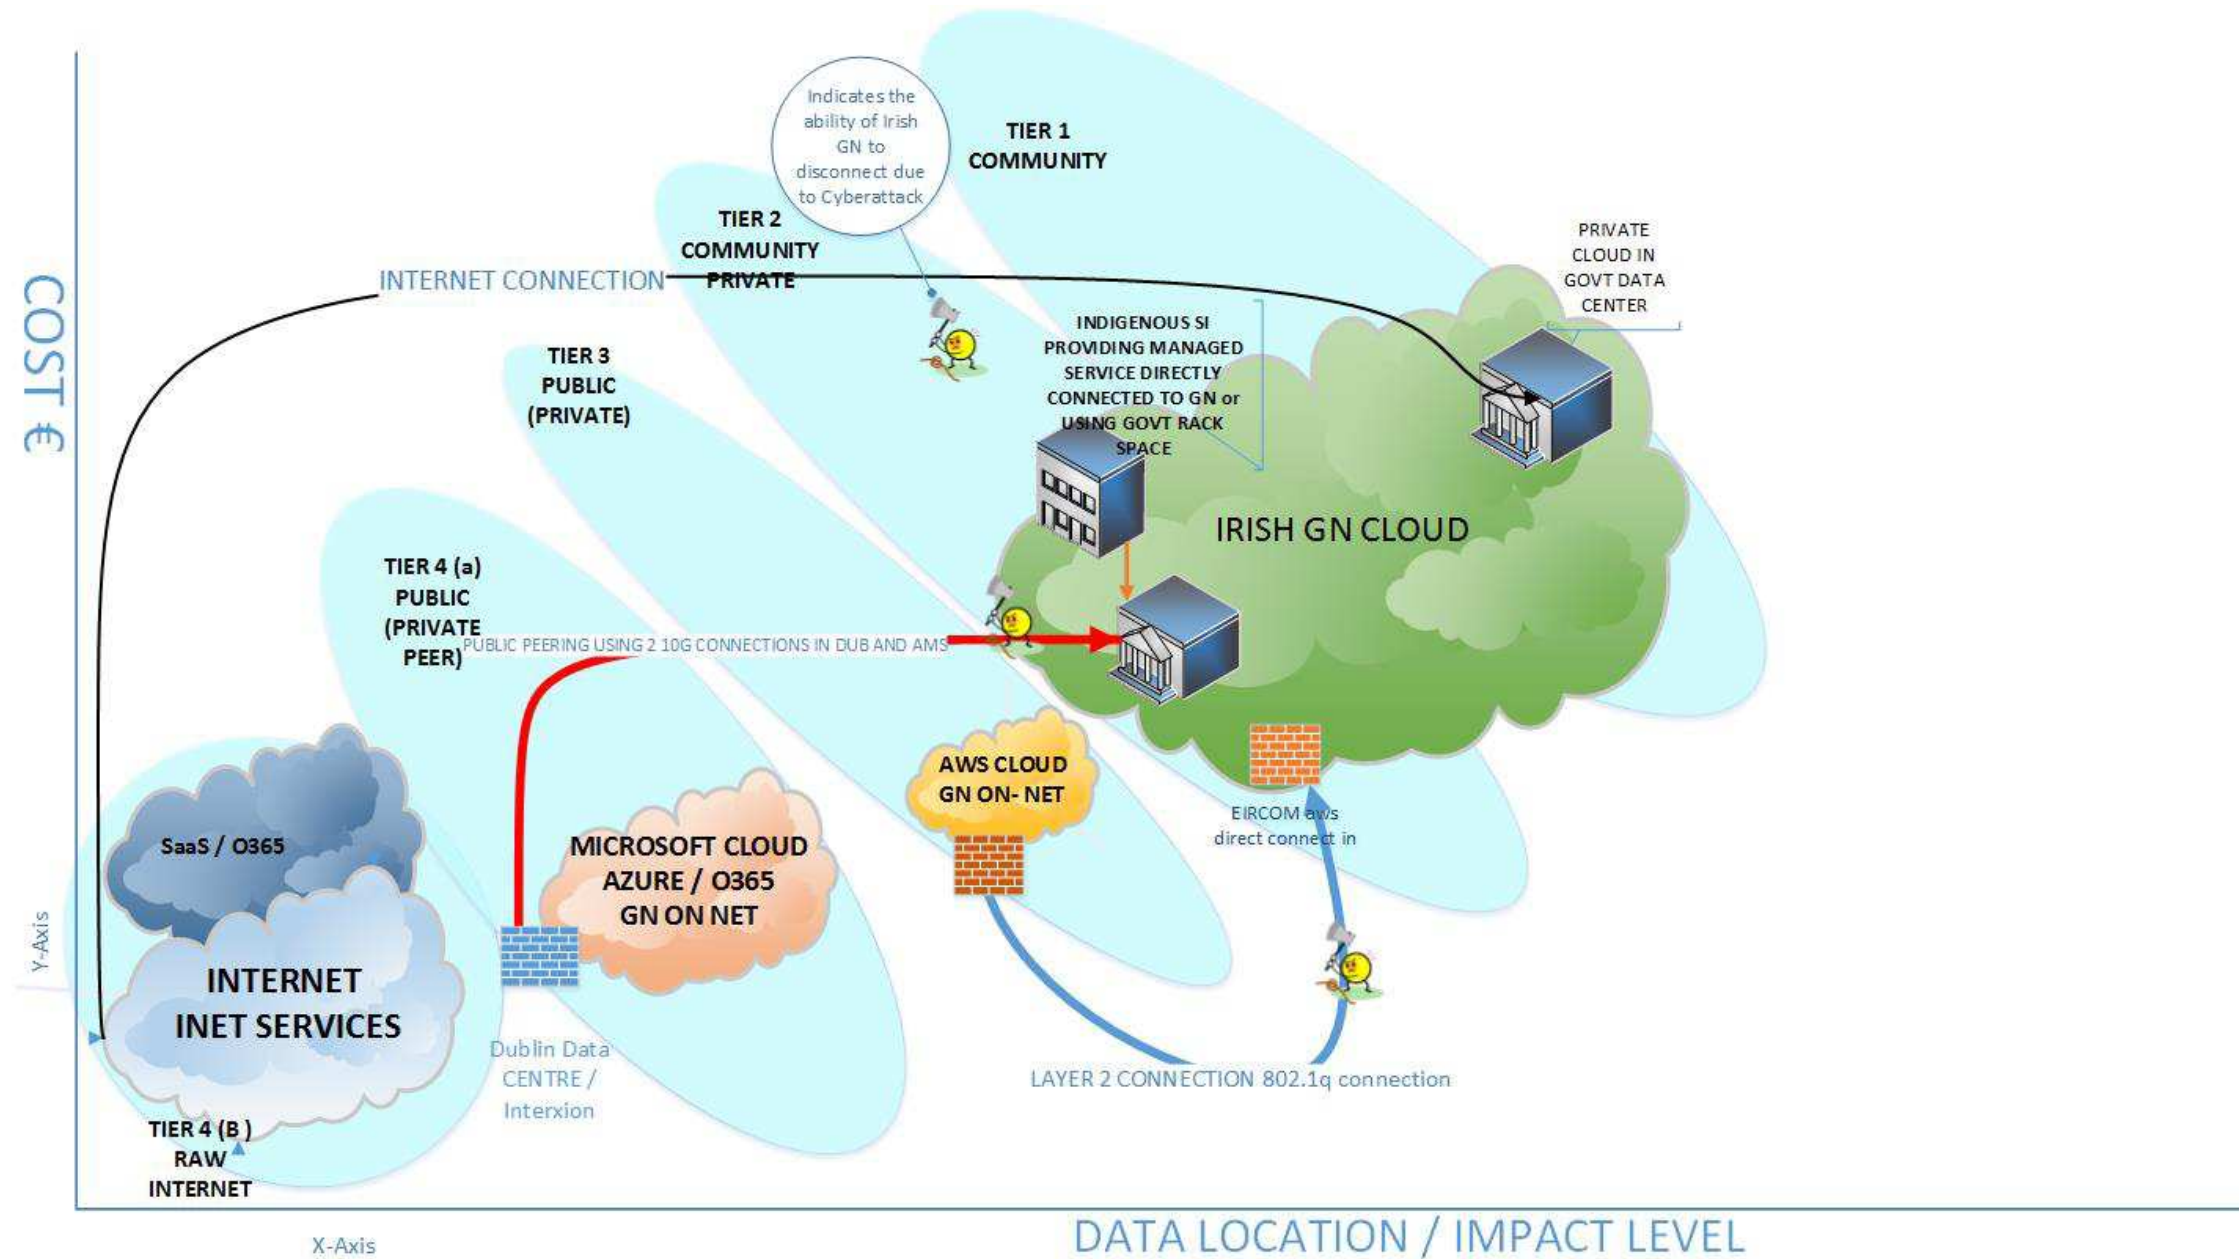 Indicates the
ability of Irish
GN to
disconnect due
to Cyberattack
TIER 1
COMMUNITY
TIER 2
COMMUNITY
PRIVATE
INTERNET CONNECTION
PRIVATE
CLOUD IN
GOVT DATA
CENTER
COST €
TIER 3
PUBLIC
(PRIVATE)
INDIGENOUS SI
PROVIDING MANAGED
SERVICE DIRECTLY
CONNECTED TO GN or
USING GOVT RACK
SPACE
IRISH GN CLOUD
TIER 4 (a)
PUBLIC
(PRIVATE
PEER)
PUBLIC PEERING USING 2 10G CONNECTIONS IN DUB AND AMS
AWS CLOUD
GN ON- NET
EIRCOM aws
direct connect in
SaaS / O365
MICROSOFT CLOUD
AZURE / O365
GN ON NET
Y-Axis
INTERNET
INET SERVICES
Dublin Data
CENTRE /
Interxion
LAYER 2 CONNECTION 802.1q connection
TIER 4 (B )
RAW
INTERNET
X-Axis
DATA LOCATION / IMPACT LEVEL